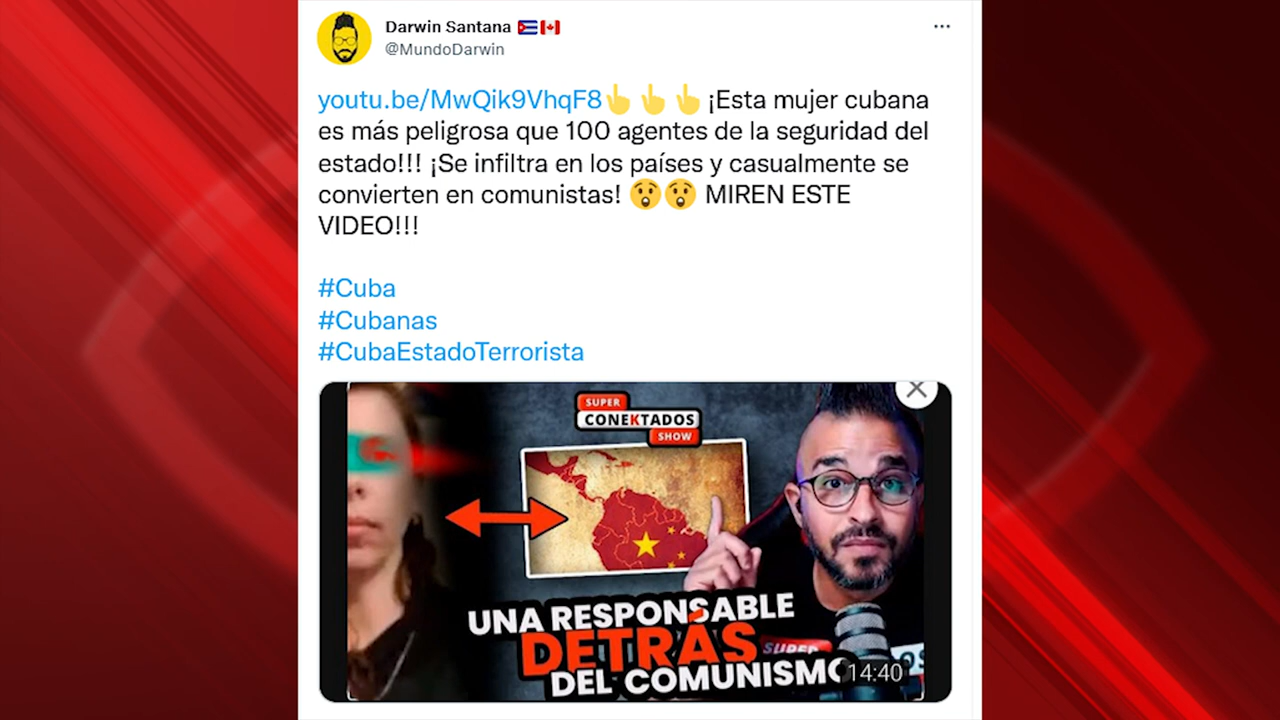 Darwin Santana 🇨🇺🇨🇦
@MundoDarwin
youtu.be/MwQik9VhqF8👆👆👆 ¡Esta mujer cubana
es más peligrosa que 100 agentes de la seguridad del
estado!!! ¡Se infiltra en los países y casualmente se
convierten en comunistas! 😲😲 MIREN ESTE
VIDEO!!!
#Cuba
#Cubanas
#CubaEstadoTerrorista
SUPER
CONEKTADOS
SHOW
UNA RESPONSABLE
DETRÁS
DEL COMUNISMO
SUPER
14:40